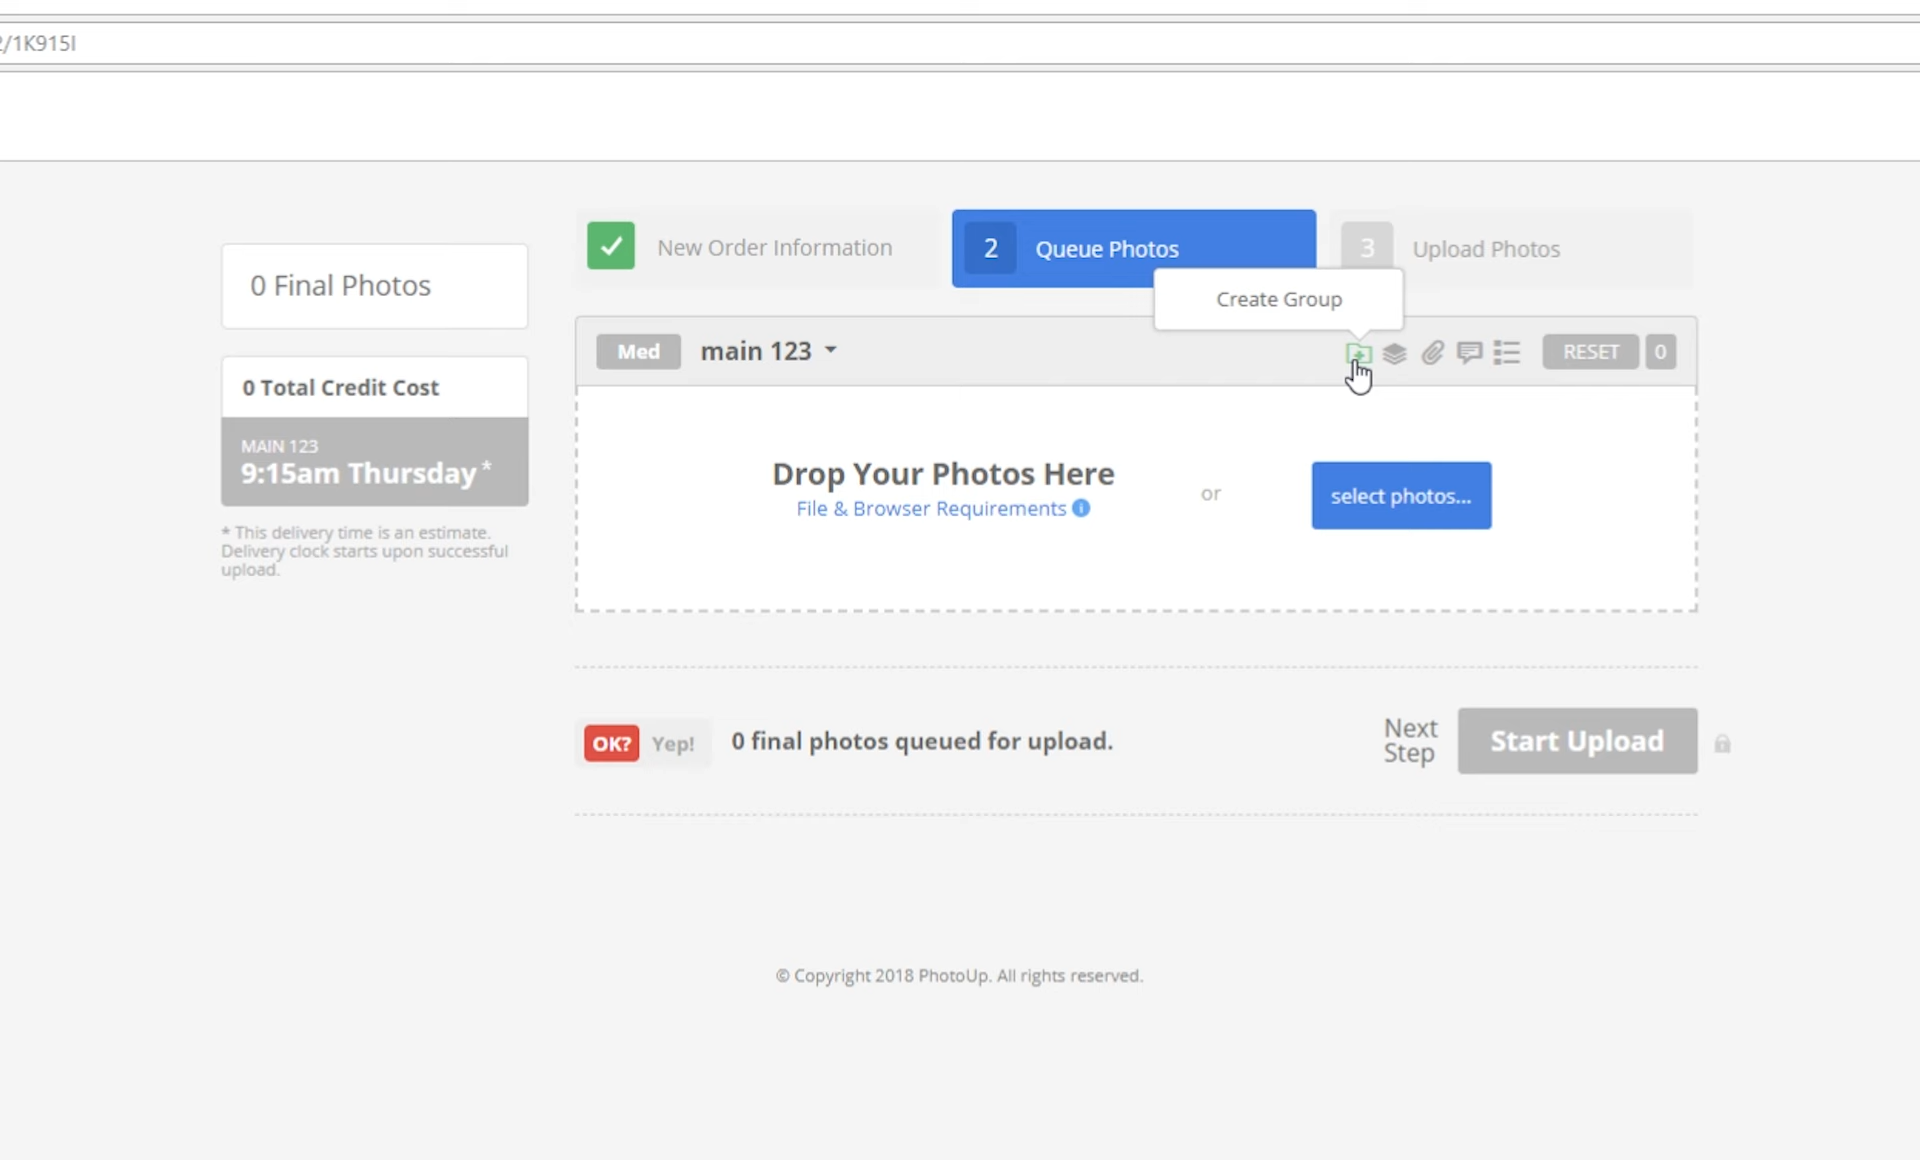 2/1K915I
New Order Information
2 Queue Photos
3 Upload Photos
Create Group
0 Final Photos
Med main 123
RESET 0
0 Total Credit Cost
MAIN 123
9:15am Thursday *
* This delivery time is an estimate.
Delivery clock starts upon successful
upload.
Drop Your Photos Here
File & Browser Requirements
or
select photos...
OK? Yep! 0 final photos queued for upload.
Next
Step
Start Upload
© Copyright 2018 PhotoUp. All rights reserved.